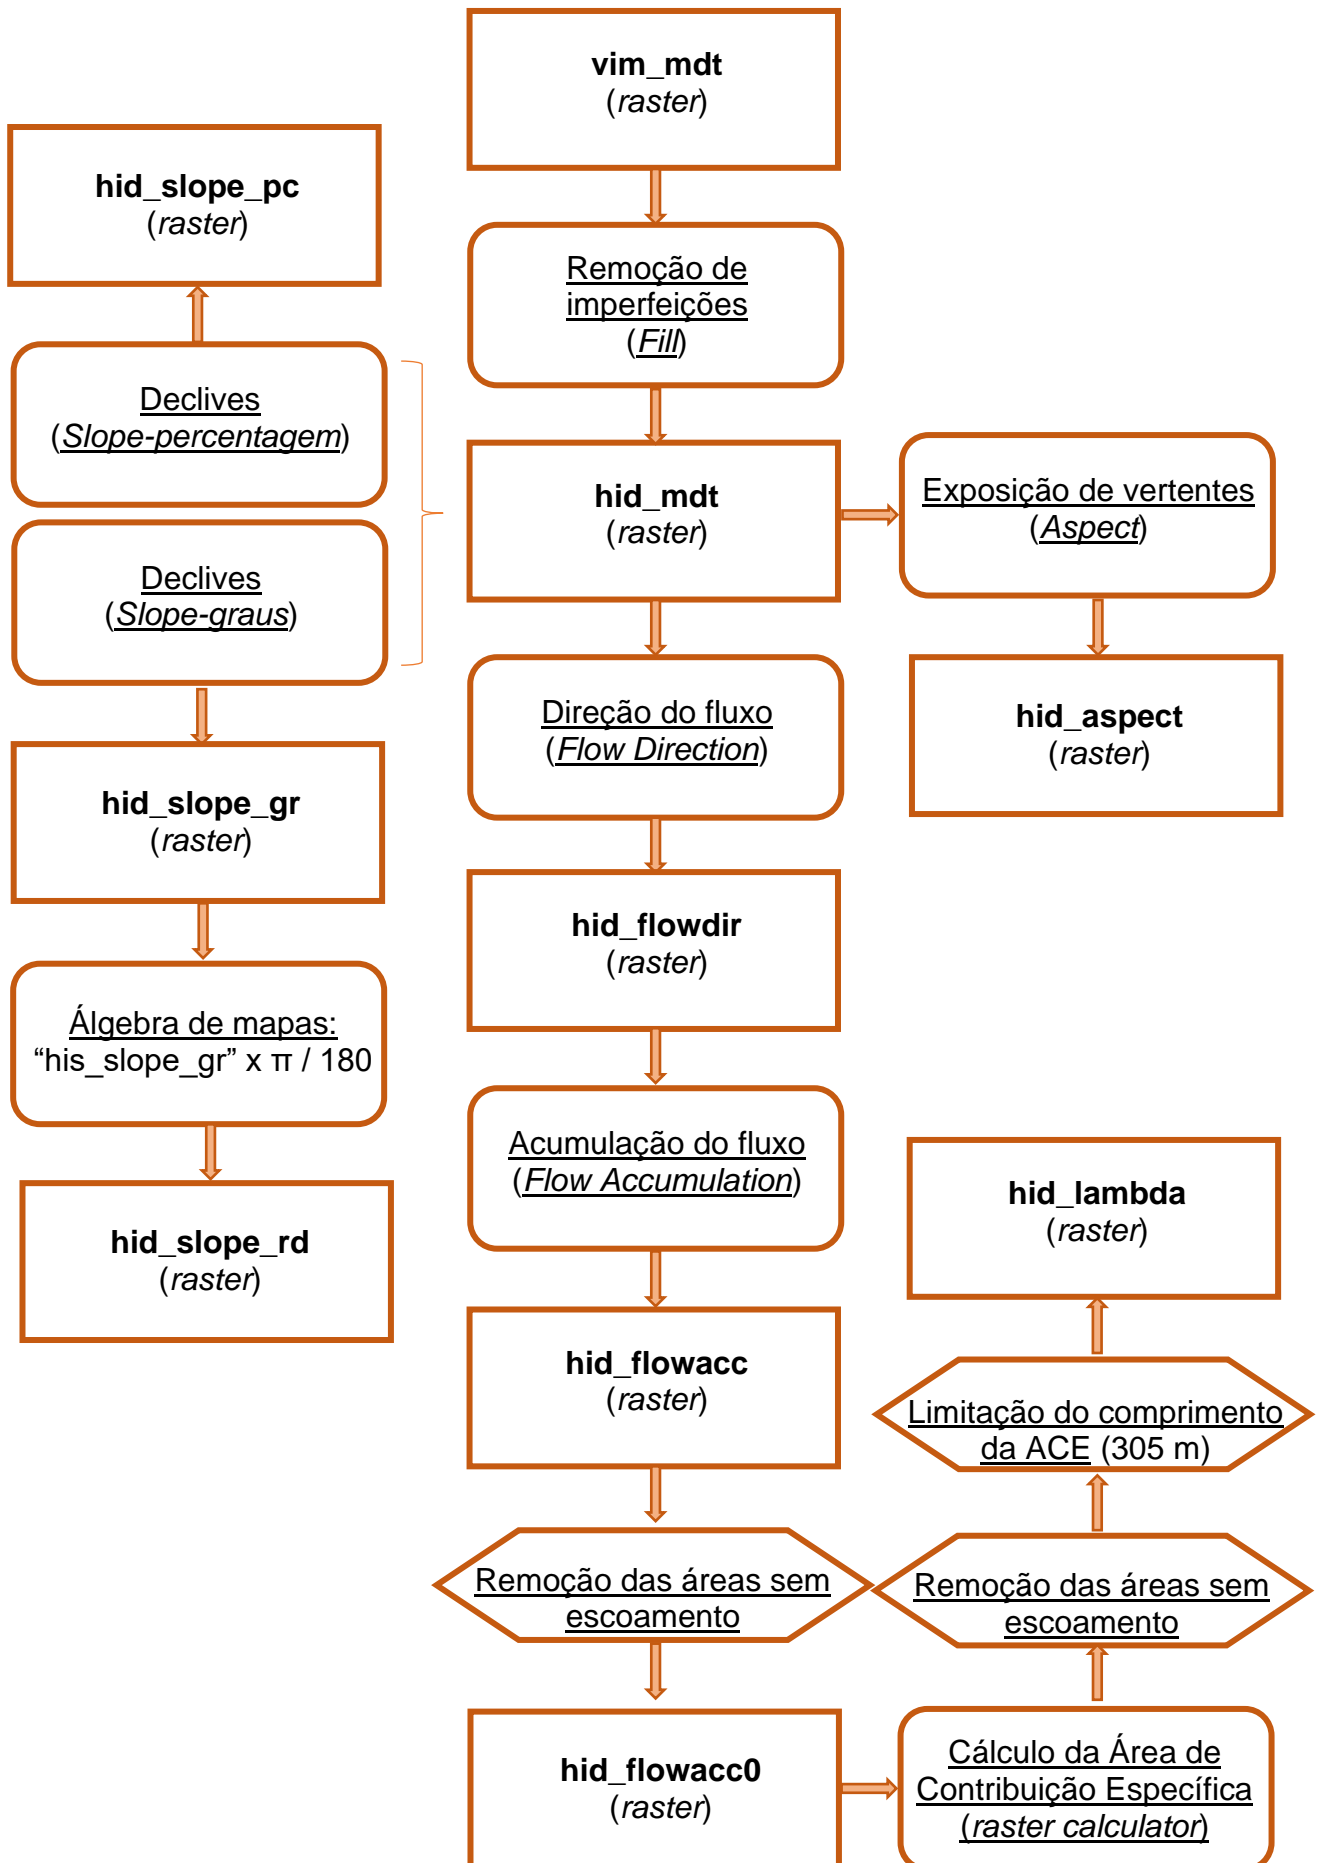 vim_mdt
(raster)
hid_slope_pc
(raster)
Remoção de
imperfeições
(Fill)
Declives
(Slope-percentagem)
hid_mdt
(raster)
Exposição de vertentes
(Aspect)
Declives
(Slope-graus)
Direção do fluxo
(Flow Direction)
hid_aspect
(raster)
hid_slope_gr
(raster)
hid_flowdir
(raster)
Álgebra de mapas:
“his_slope_gr” x π / 180
Acumulação do fluxo
(Flow Accumulation)
hid_lambda
(raster)
hid_slope_rd
(raster)
hid_flowacc
(raster)
Limitação do comprimento
da ACE (305 m)
Remoção das áreas sem
escoamento
Remoção das áreas sem
escoamento
hid_flowacc0
(raster)
Cálculo da Área de
Contribuição Específica
(raster calculator)